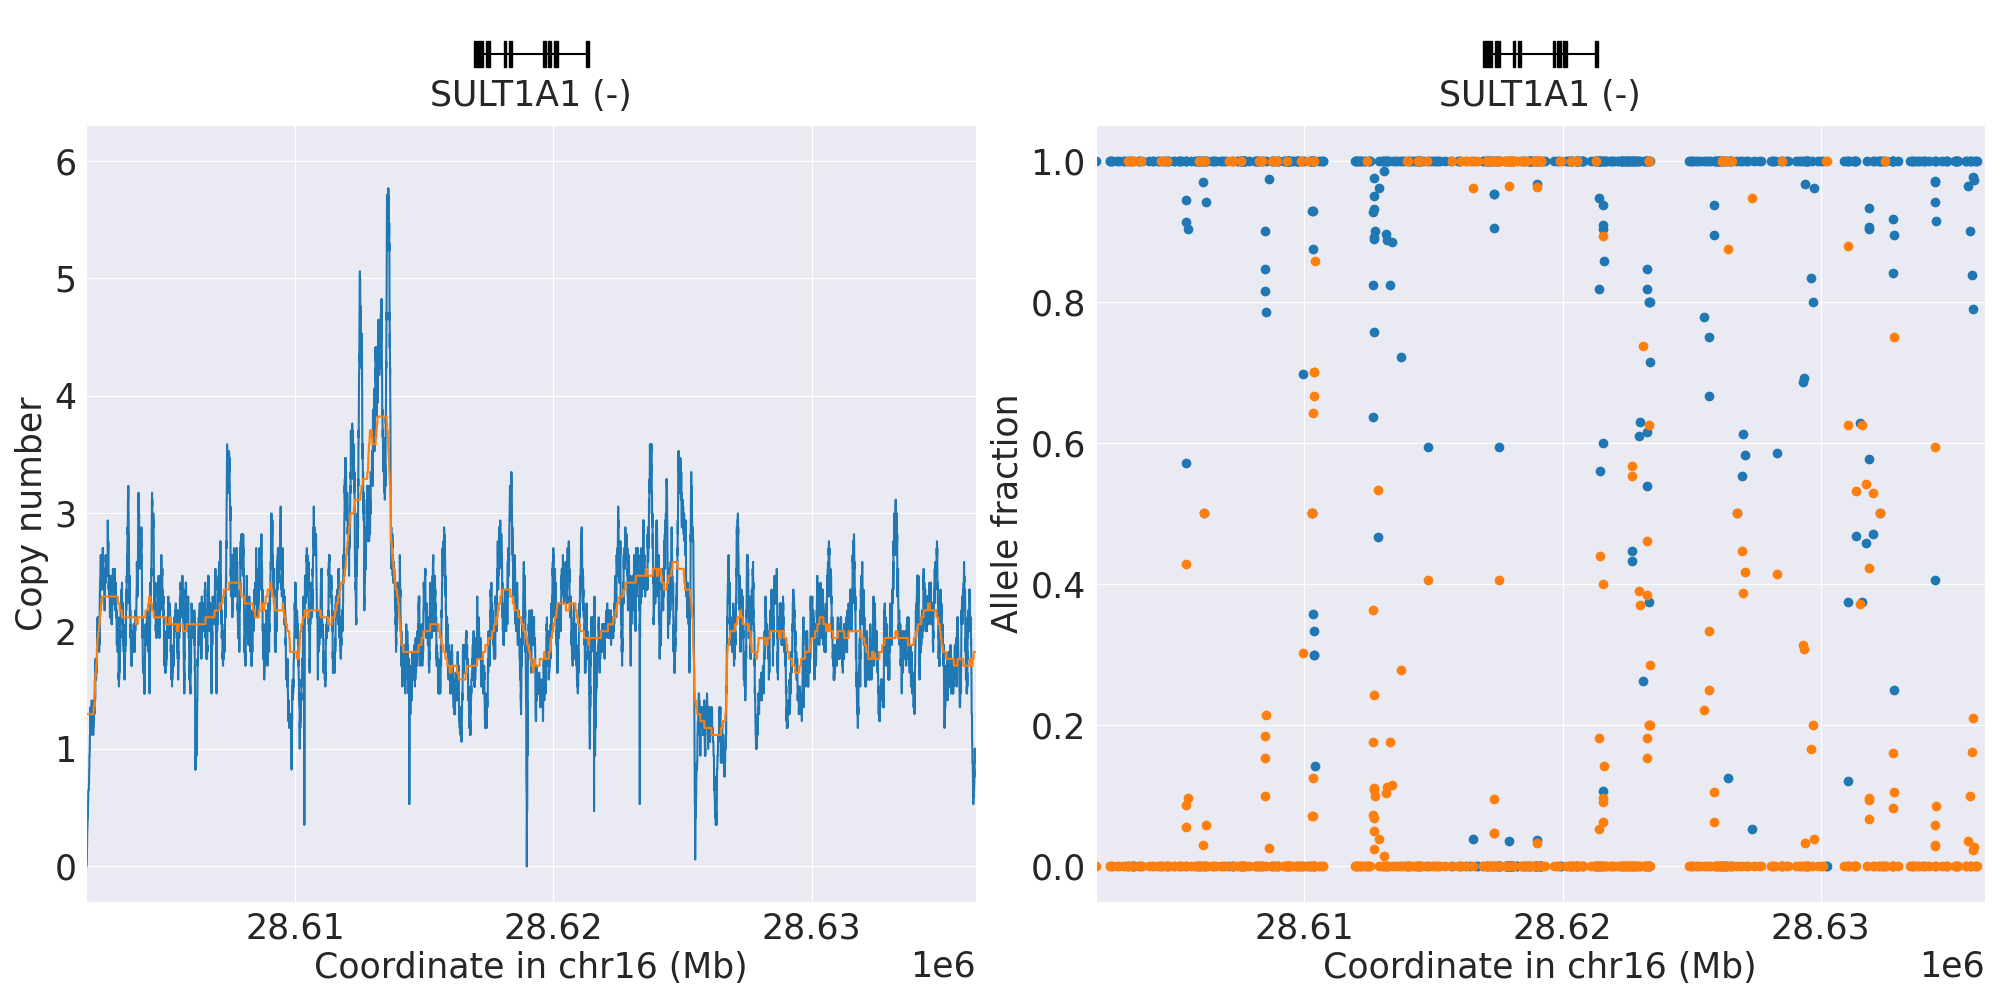 SULT1A1 (-)
6
5
4
3
2
1
0
Copy number
28.61
28.62
28.63
Coordinate in chr16 (Mb)
1e6
SULT1A1 (-)
1.0
0.8
0.6
0.4
0.2
0.0
Allele fraction
28.61
28.62
28.63
Coordinate in chr16 (Mb)
1e6